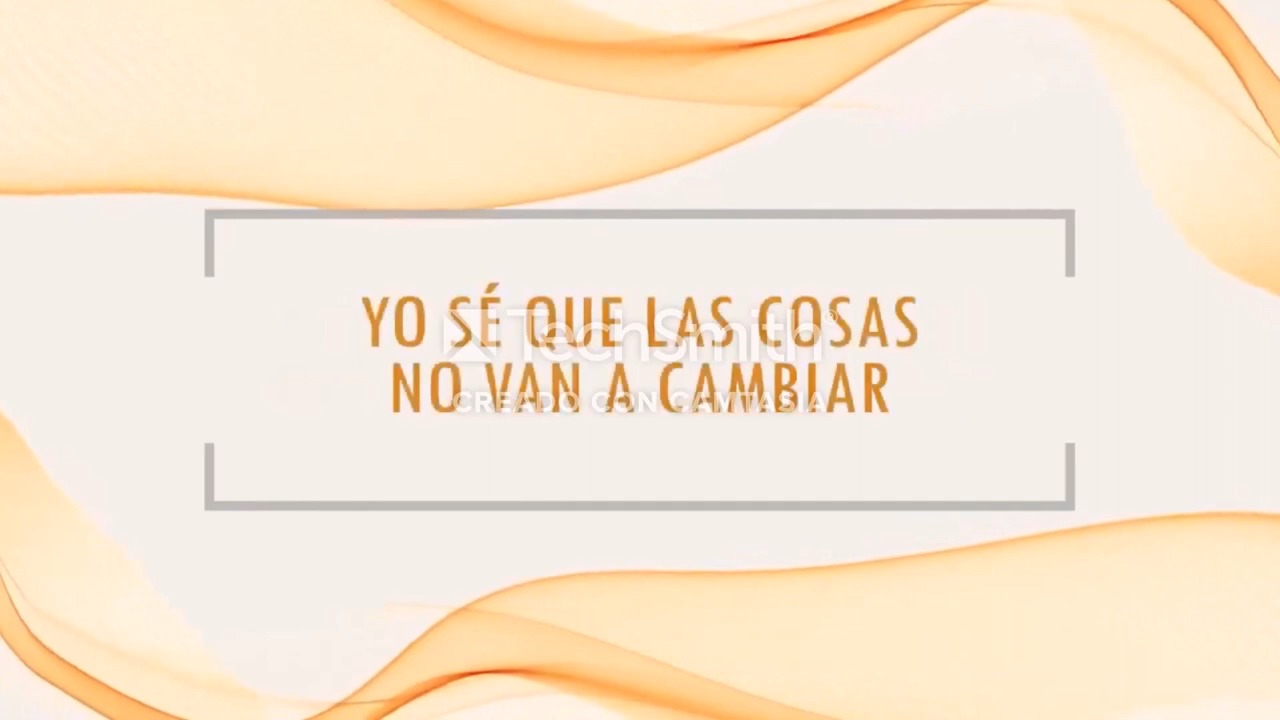 YO SÉ QUE LAS COSAS
NO VAN A CAMBIAR
TechSmith®
CREADO CON CAMTASIA